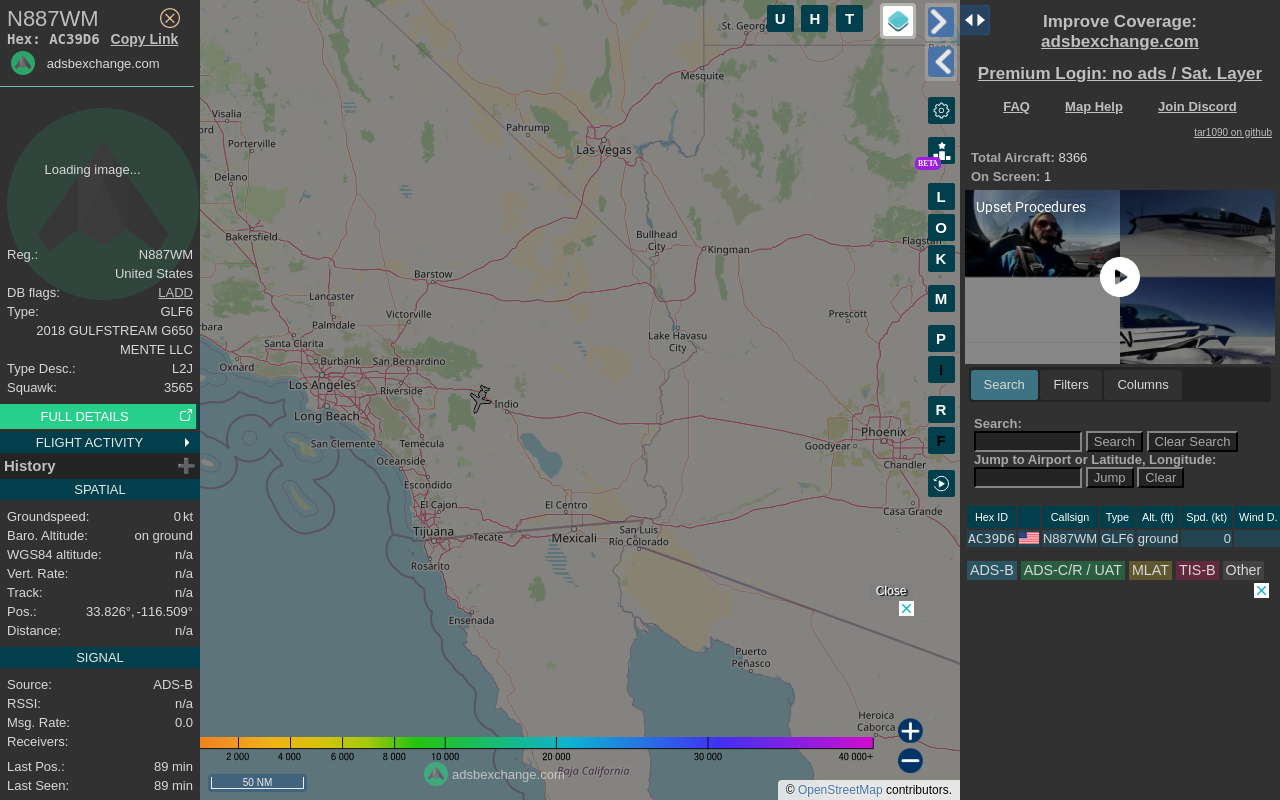 N887WM
Hex: AC39D6 Copy Link
adsbexchange.com
Loading image...
Reg.: N887WM
United States
DB flags: LADD
Type: GLF6
2018 GULFSTREAM G650
MENTE LLC
Type Desc.: L2J
Squawk: 3565
FULL DETAILS
FLIGHT ACTIVITY
History
SPATIAL
Groundspeed: 0 kt
Baro. Altitude: on ground
WGS84 altitude: n/a
Vert. Rate: n/a
Track: n/a
Pos.: 33.826°, -116.509°
Distance: n/a
SIGNAL
Source: ADS-B
RSSI: n/a
Msg. Rate: 0.0
Receivers:
Last Pos.: 89 min
Last Seen: 89 min
U H T
St. George
Mesquite
Visalia
Porterville
Delano
Pahrump
Las Vegas
Bakersfield
Bullhead
City
Kingman
Flagstaff
Barstow
Lancaster
Palmdale
Victorville
Prescott
Santa Clarita
Lake Havasu
City
Oxnard
Burbank
San Bernardino
Los Angeles
Riverside
Indio
Long Beach
Phoenix
Goodyear
Chandler
San Clemente
Temecula
Oceanside
Escondido
El Cajon
El Centro
Casa Grande
Tijuana
Tecate
Mexicali
San Luis
Río Colorado
Rosarito
Ensenada
Puerto
Peñasco
Heroica
Caborca
Baja California
BETA
L
O
K
M
P
I
R
F
Close
2 000 4 000 6 000 8 000 10 000 20 000 30 000 40 000+
adsbexchange.com
50 NM
© OpenStreetMap contributors.
Improve Coverage:
adsbexchange.com
Premium Login: no ads / Sat. Layer
FAQ Map Help Join Discord
tar1090 on github
Total Aircraft: 8366
On Screen: 1
Upset Procedures
Search Filters Columns
Search:
Search Clear Search
Jump to Airport or Latitude, Longitude:
Jump Clear
Hex ID Callsign Type Alt. (ft) Spd. (kt) Wind D.
AC39D6 N887WM GLF6 ground 0
ADS-B ADS-C/R / UAT MLAT TIS-B Other